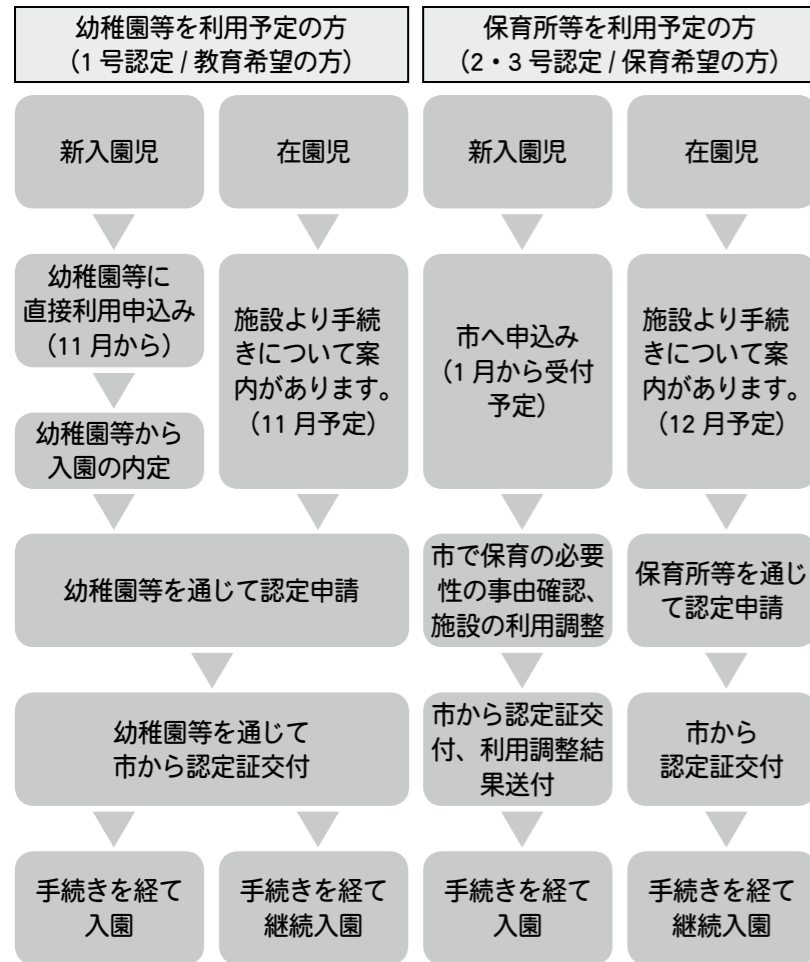 幼稚園等を利用予定の方
（1 号認定 / 教育希望の方）
保育所等を利用予定の方
（2・3 号認定 / 保育希望の方）
新入園児
在園児
新入園児
在園児
幼稚園等に
直接利用申込み
（11 月から）
幼稚園等から
入園の内定
施設より手続
きについて案
内があります。
（11 月予定）
市へ申込み
（1 月から受付
予定）
施設より手続
きについて案
内があります。
（12 月予定）
幼稚園等を通じて認定申請
市で保育の必要
性の事由確認、
施設の利用調整
保育所等を通じ
て認定申請
幼稚園等を通じて
市から認定証交付
市から認定証交
付、利用調整結
果送付
市から
認定証交付
手続きを経て
入園
手続きを経て
継続入園
手続きを経て
入園
手続きを経て
継続入園